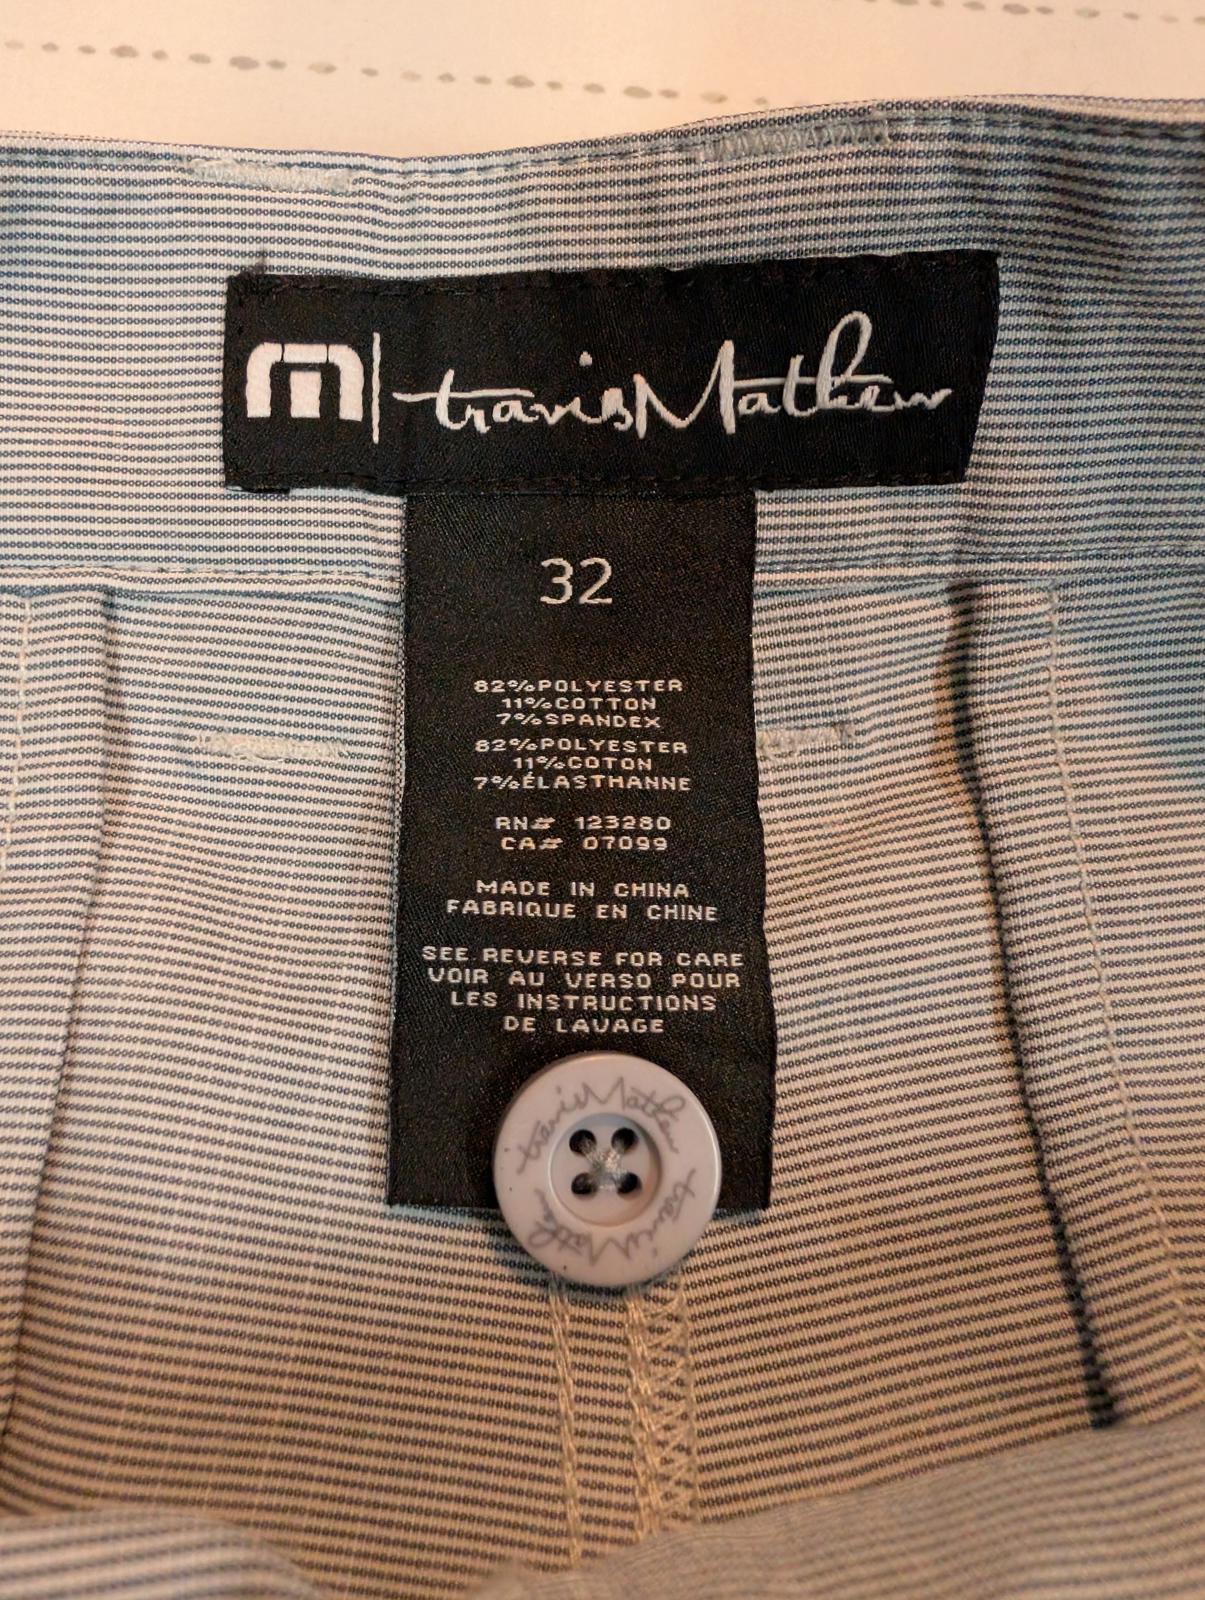 travisMathew
32
82%POLYESTER
11%COTTON
7%SPANDEX
82%POLYESTER
11%COTON
7%ÉLASTHANNE
RN# 123280
CA# 07099
MADE IN CHINA
FABRIQUE EN CHINE
SEE REVERSE FOR CARE
VOIR AU VERSO POUR
LES INSTRUCTIONS
DE LAVAGE
travisMathew
travisMathew